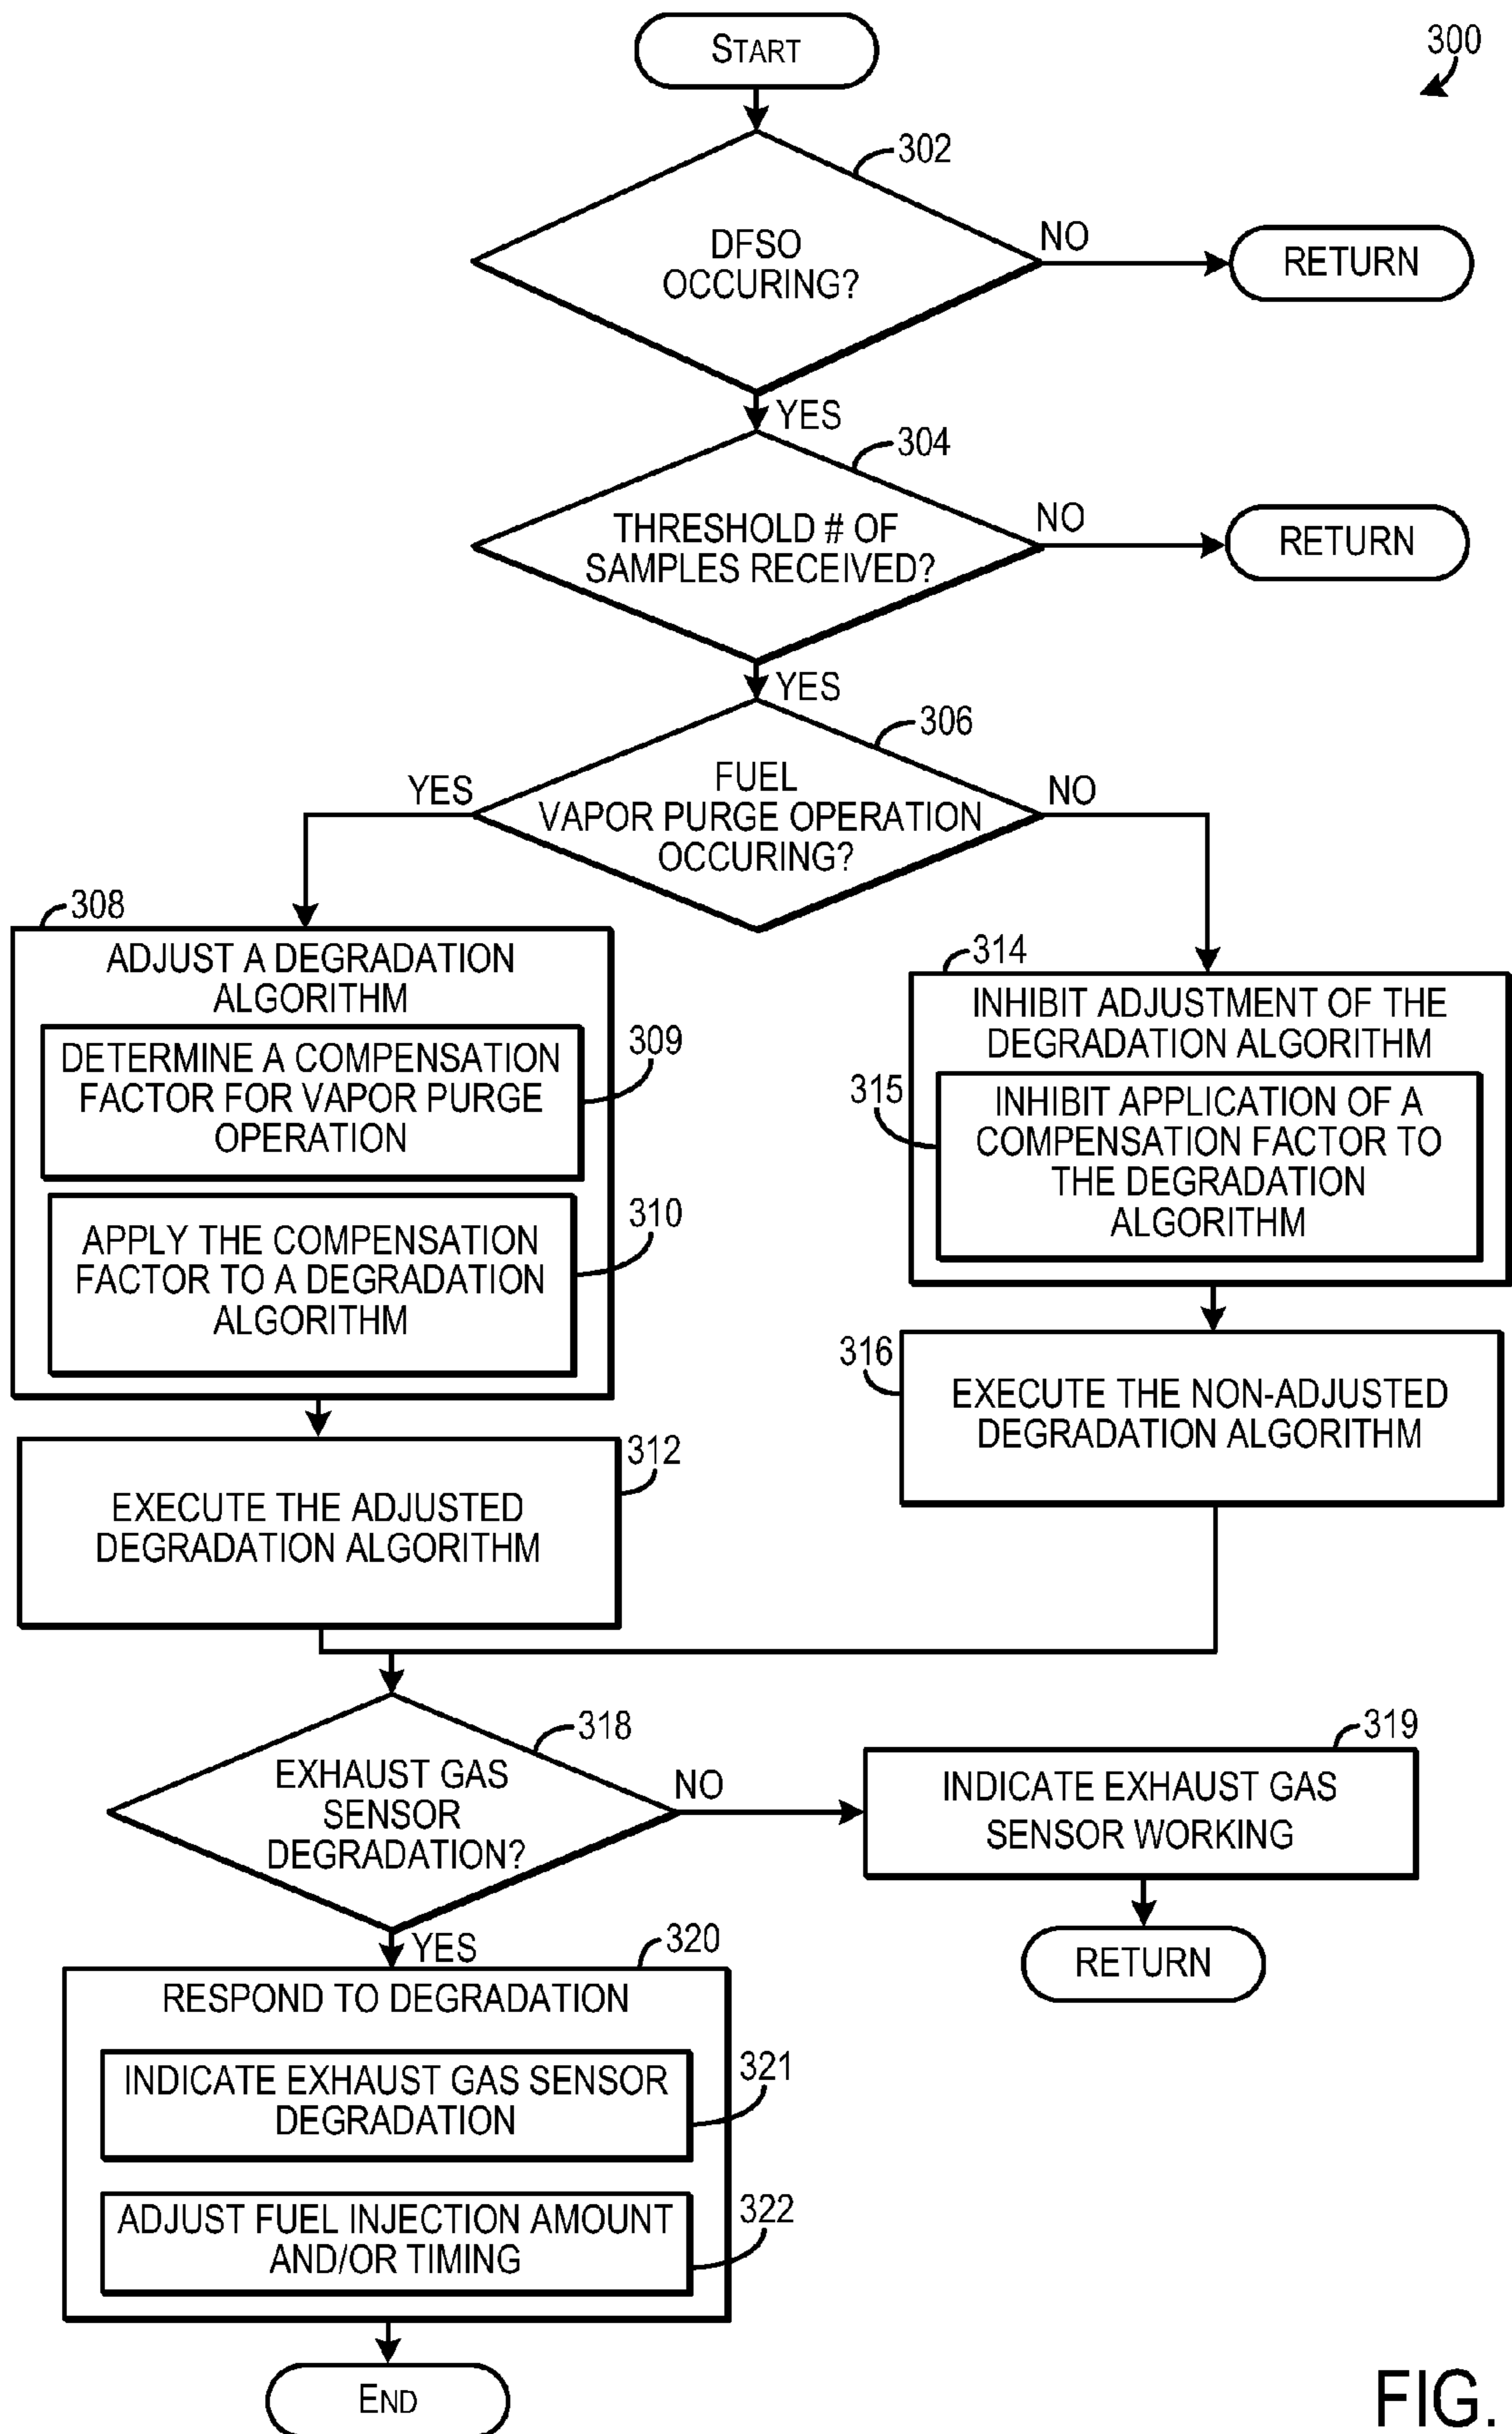 START
300
302
DFSO
OCCURING?
NO
RETURN
YES
304
THRESHOLD # OF
SAMPLES RECEIVED?
NO
RETURN
YES
306
FUEL
VAPOR PURGE OPERATION
OCCURING?
YES
NO
308
ADJUST A DEGRADATION
ALGORITHM
309
DETERMINE A COMPENSATION
FACTOR FOR VAPOR PURGE
OPERATION
310
APPLY THE COMPENSATION
FACTOR TO A DEGRADATION
ALGORITHM
314
INHIBIT ADJUSTMENT OF THE
DEGRADATION ALGORITHM
315
INHIBIT APPLICATION OF A
COMPENSATION FACTOR TO
THE DEGRADATION
ALGORITHM
312
EXECUTE THE ADJUSTED
DEGRADATION ALGORITHM
316
EXECUTE THE NON-ADJUSTED
DEGRADATION ALGORITHM
318
EXHAUST GAS
SENSOR
DEGRADATION?
NO
319
INDICATE EXHAUST GAS
SENSOR WORKING
RETURN
YES
320
RESPOND TO DEGRADATION
321
INDICATE EXHAUST GAS SENSOR
DEGRADATION
322
ADJUST FUEL INJECTION AMOUNT
AND/OR TIMING
END
FIG.